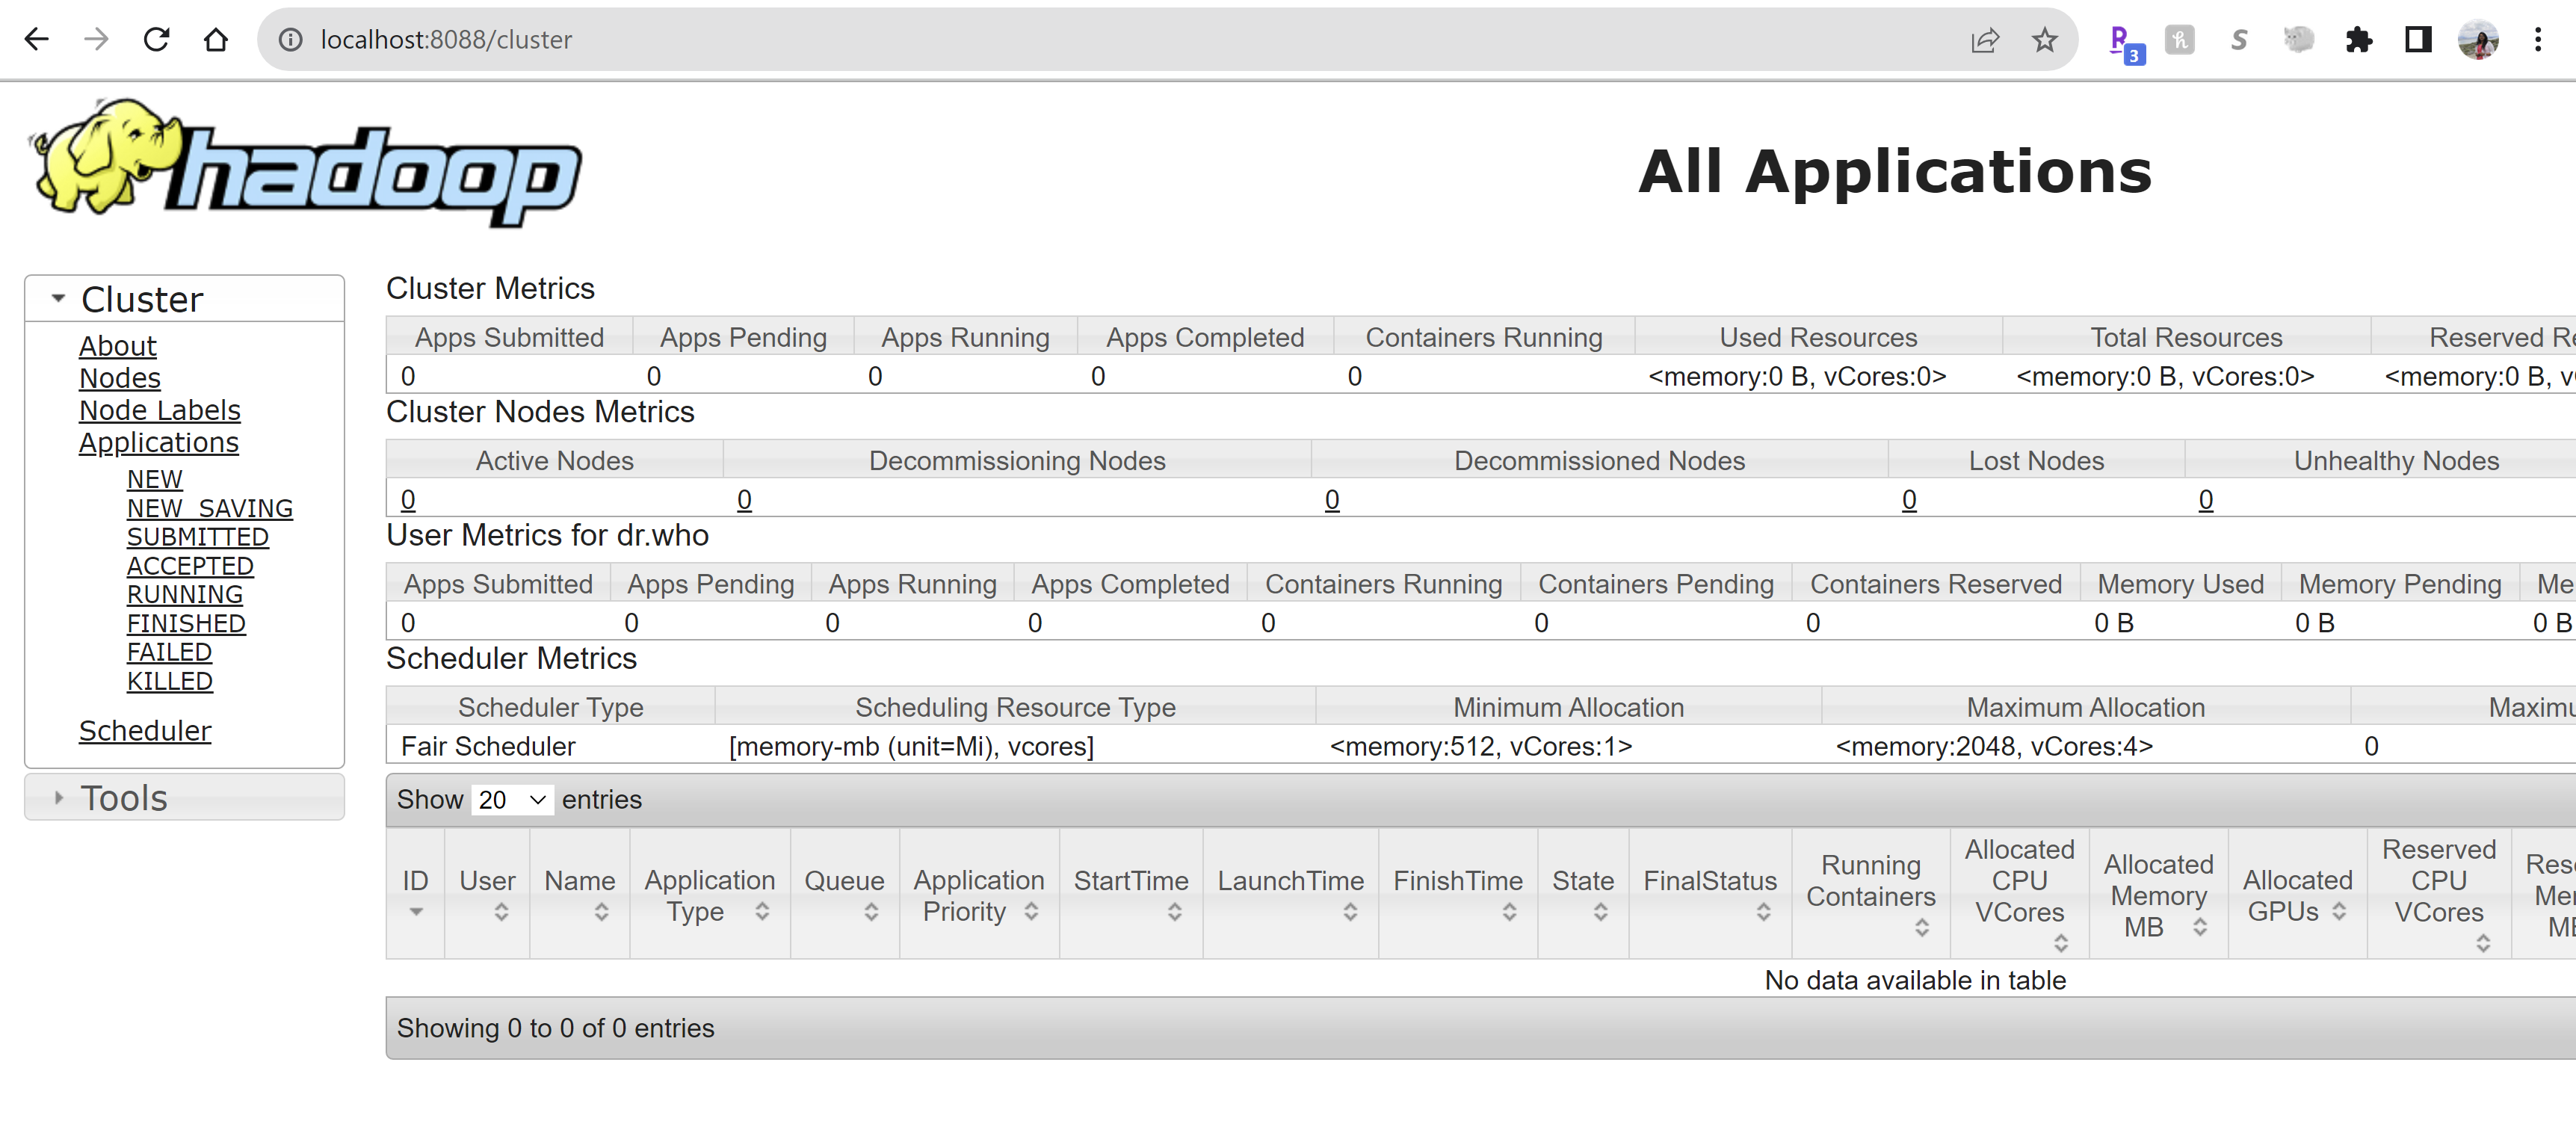 localhost:8088/cluster
3
hadoop
All Applications
Cluster
About
Nodes
Node Labels
Applications
NEW
NEW_SAVING
SUBMITTED
ACCEPTED
RUNNING
FINISHED
FAILED
KILLED
Scheduler
Tools
Cluster Metrics
Apps Submitted Apps Pending Apps Running Apps Completed Containers Running Used Resources Total Resources Reserved
0 0 0 0 0 <memory:0 B, vCores:0> <memory:0 B, vCores:0> <memory:0 B,
Cluster Nodes Metrics
Active Nodes Decommissioning Nodes Decommissioned Nodes Lost Nodes Unhealthy Nodes
0 0 0 0 0
User Metrics for dr.who
Apps Submitted Apps Pending Apps Running Apps Completed Containers Running Containers Pending Containers Reserved Memory Used Memory Pending
0 0 0 0 0 0 0 0 B 0 B 0 B
Scheduler Metrics
Scheduler Type Scheduling Resource Type Minimum Allocation Maximum Allocation
Fair Scheduler [memory-mb (unit=Mi), vcores] <memory:512, vCores:1> <memory:2048, vCores:4> 0
Show 20 entries
ID User Name Application Type Queue Application Priority StartTime LaunchTime FinishTime State FinalStatus Running Containers Allocated CPU VCores Allocated Memory MB Allocated GPUs Reserved CPU VCores
No data available in table
Showing 0 to 0 of 0 entries